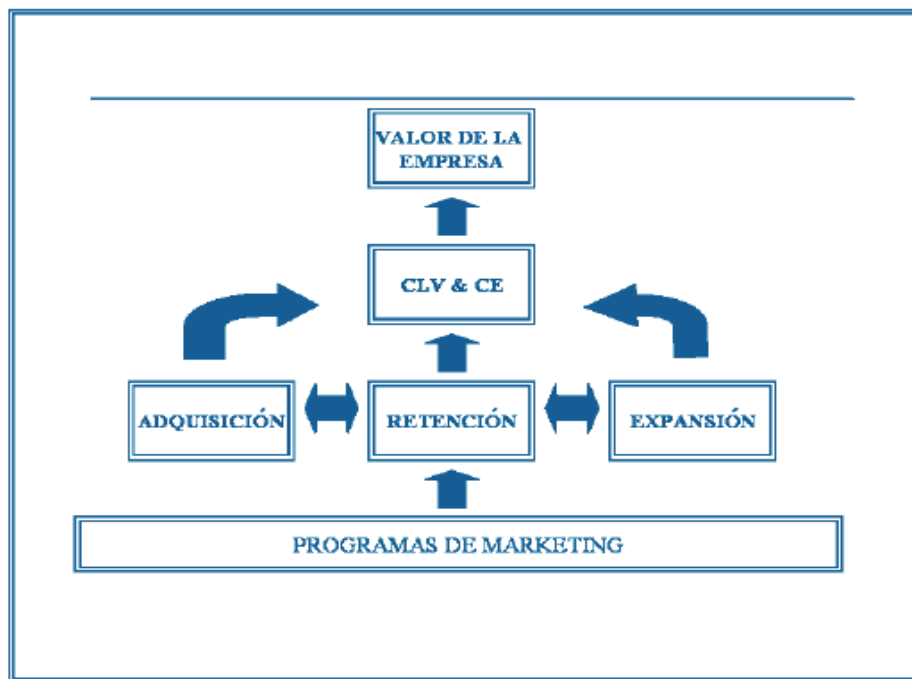 VALOR DE LA
EMPRESA
CLV & CE
ADQUISICIÓN
RETENCIÓN
EXPANSIÓN
PROGRAMAS DE MARKETING